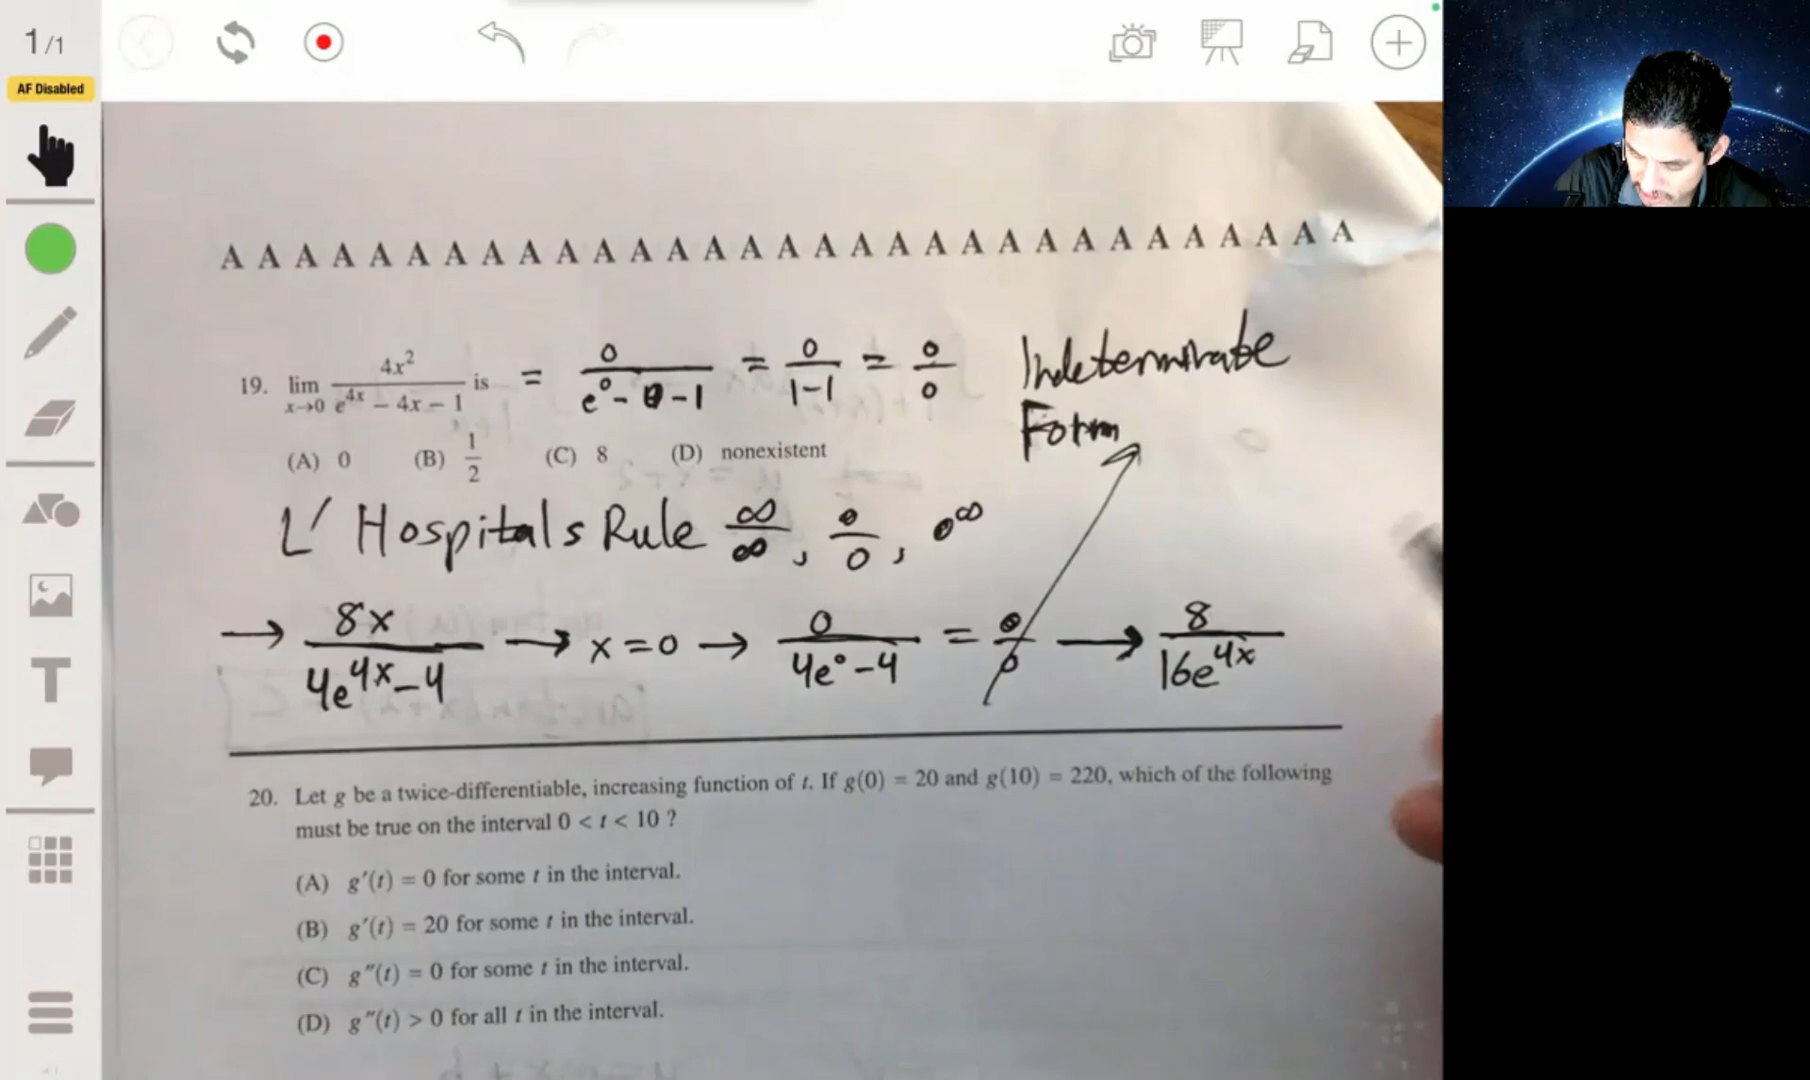 1/1
AF Disabled
A A A A A A A A A A A A A A A A A A A A A A A A A A A A A A A
19. lim x→0 4x² / (e^{4x} − 4x − 1) is = 0 / (e⁰ - 0 - 1) = 0 / (1-1) = 0/0 Indeterminate
Form
(A) 0 (B) 1/2 (C) 8 (D) nonexistent
L' Hospitals Rule ∞/∞, 0/0, 0^∞
→ 8x / (4e^{4x} - 4) → x = 0 → 0 / (4e⁰ - 4) = 0/0 → 8 / (16e^{4x})
20. Let g be a twice-differentiable, increasing function of t. If g(0) = 20 and g(10) = 220, which of the following
must be true on the interval 0 < t < 10 ?
(A) g′(t) = 0 for some t in the interval.
(B) g′(t) = 20 for some t in the interval.
(C) g″(t) = 0 for some t in the interval.
(D) g″(t) > 0 for all t in the interval.